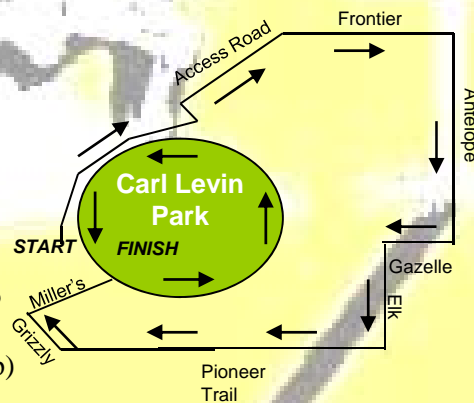 Frontier
Access Road
Antelope
Carl Levin
Park
START
FINISH
Gazelle
Miller's
Elk
Grizzly
Pioneer
Trail